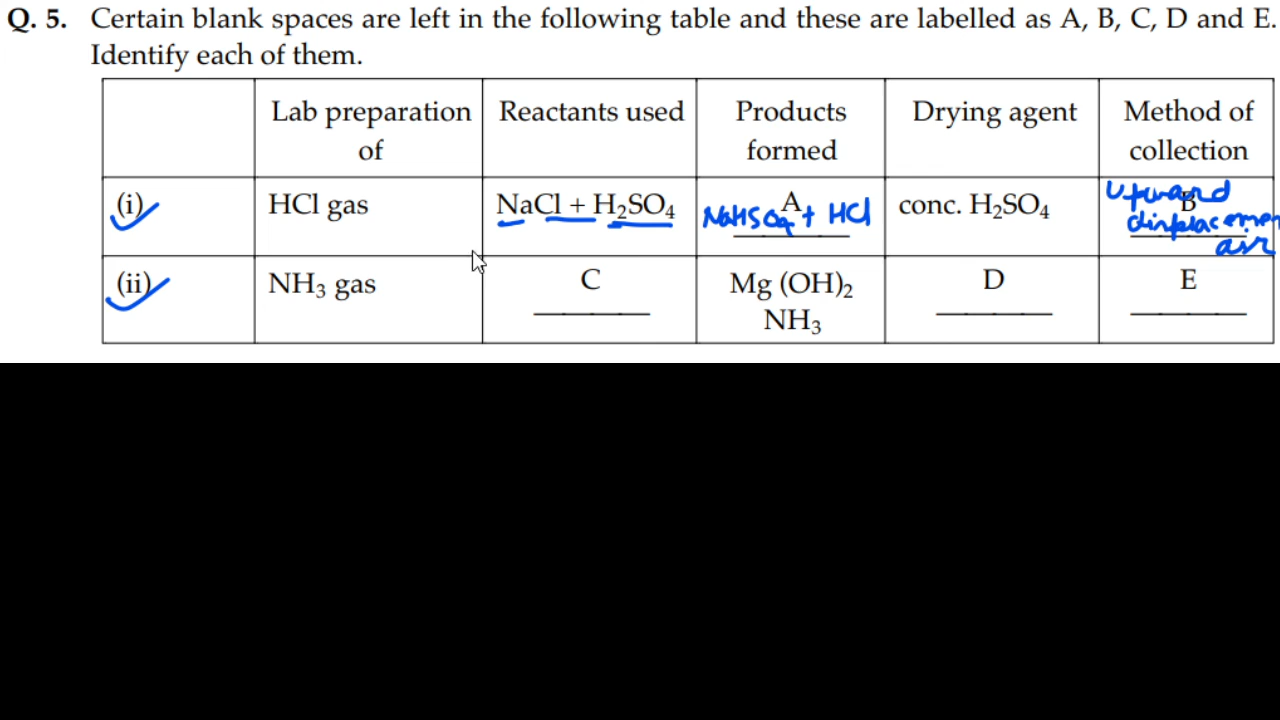 Q. 5. Certain blank spaces are left in the following table and these are labelled as A, B, C, D and E.
Identify each of them.
Lab preparation of Reactants used Products formed Drying agent Method of collection
(i) HCl gas NaCl + H₂SO₄ A NaHSO₄ + HCl conc. H₂SO₄ B Upward displacemen air
(ii) NH₃ gas C Mg (OH)₂ NH₃ D E